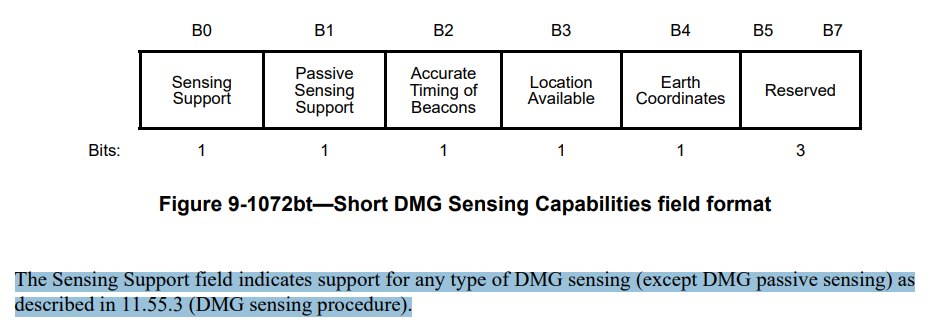 B0 B1 B2 B3 B4 B5 B7
Sensing Support
Passive Sensing Support
Accurate Timing of Beacons
Location Available
Earth Coordinates
Reserved
Bits: 1 1 1 1 1 3
Figure 9-1072bt—Short DMG Sensing Capabilities field format
The Sensing Support field indicates support for any type of DMG sensing (except DMG passive sensing) as
described in 11.55.3 (DMG sensing procedure).